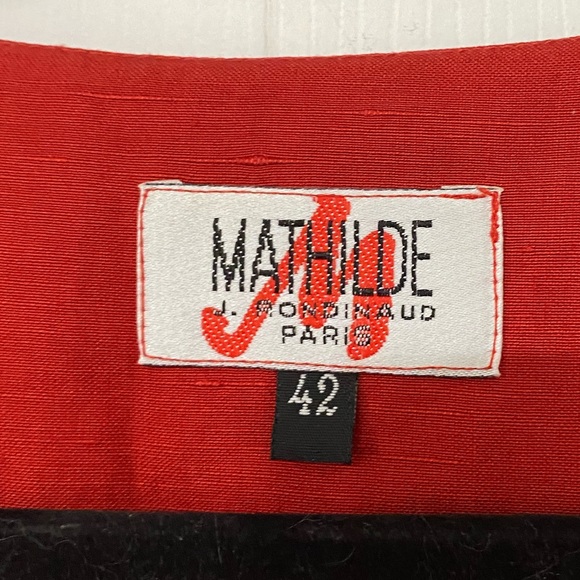 MATHILDE
J. RONDINAUD
PARIS
42